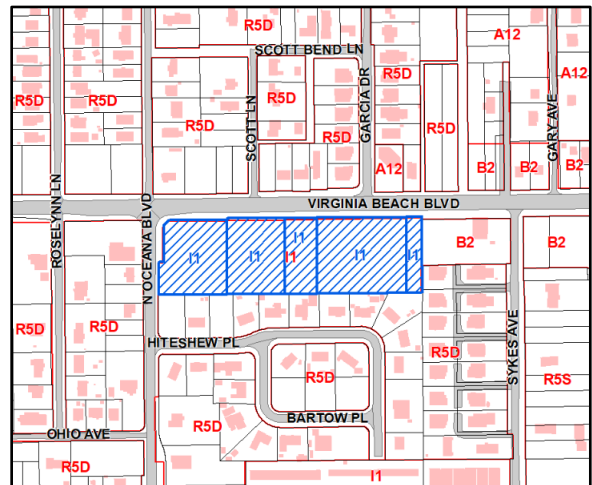 R5D
A12
SCOTT BEND LN
R5D
R5D
R5D
A12
R5D
R5D
R5D
SCOTT LN
GARCIA DR
R5D
R5D
GARY AVE
A12
B2
B2
B2
VIRGINIA BEACH BLVD
ROSELYNN LN
N OCEANA BLVD
I1
I1
I1
I1
I1
I1
B2
B2
R5D
R5D
HITESHEW PL
R5D
R5D
SYKES AVE
R5S
R5D
BARTOW PL
OHIO AVE
R5D
I1